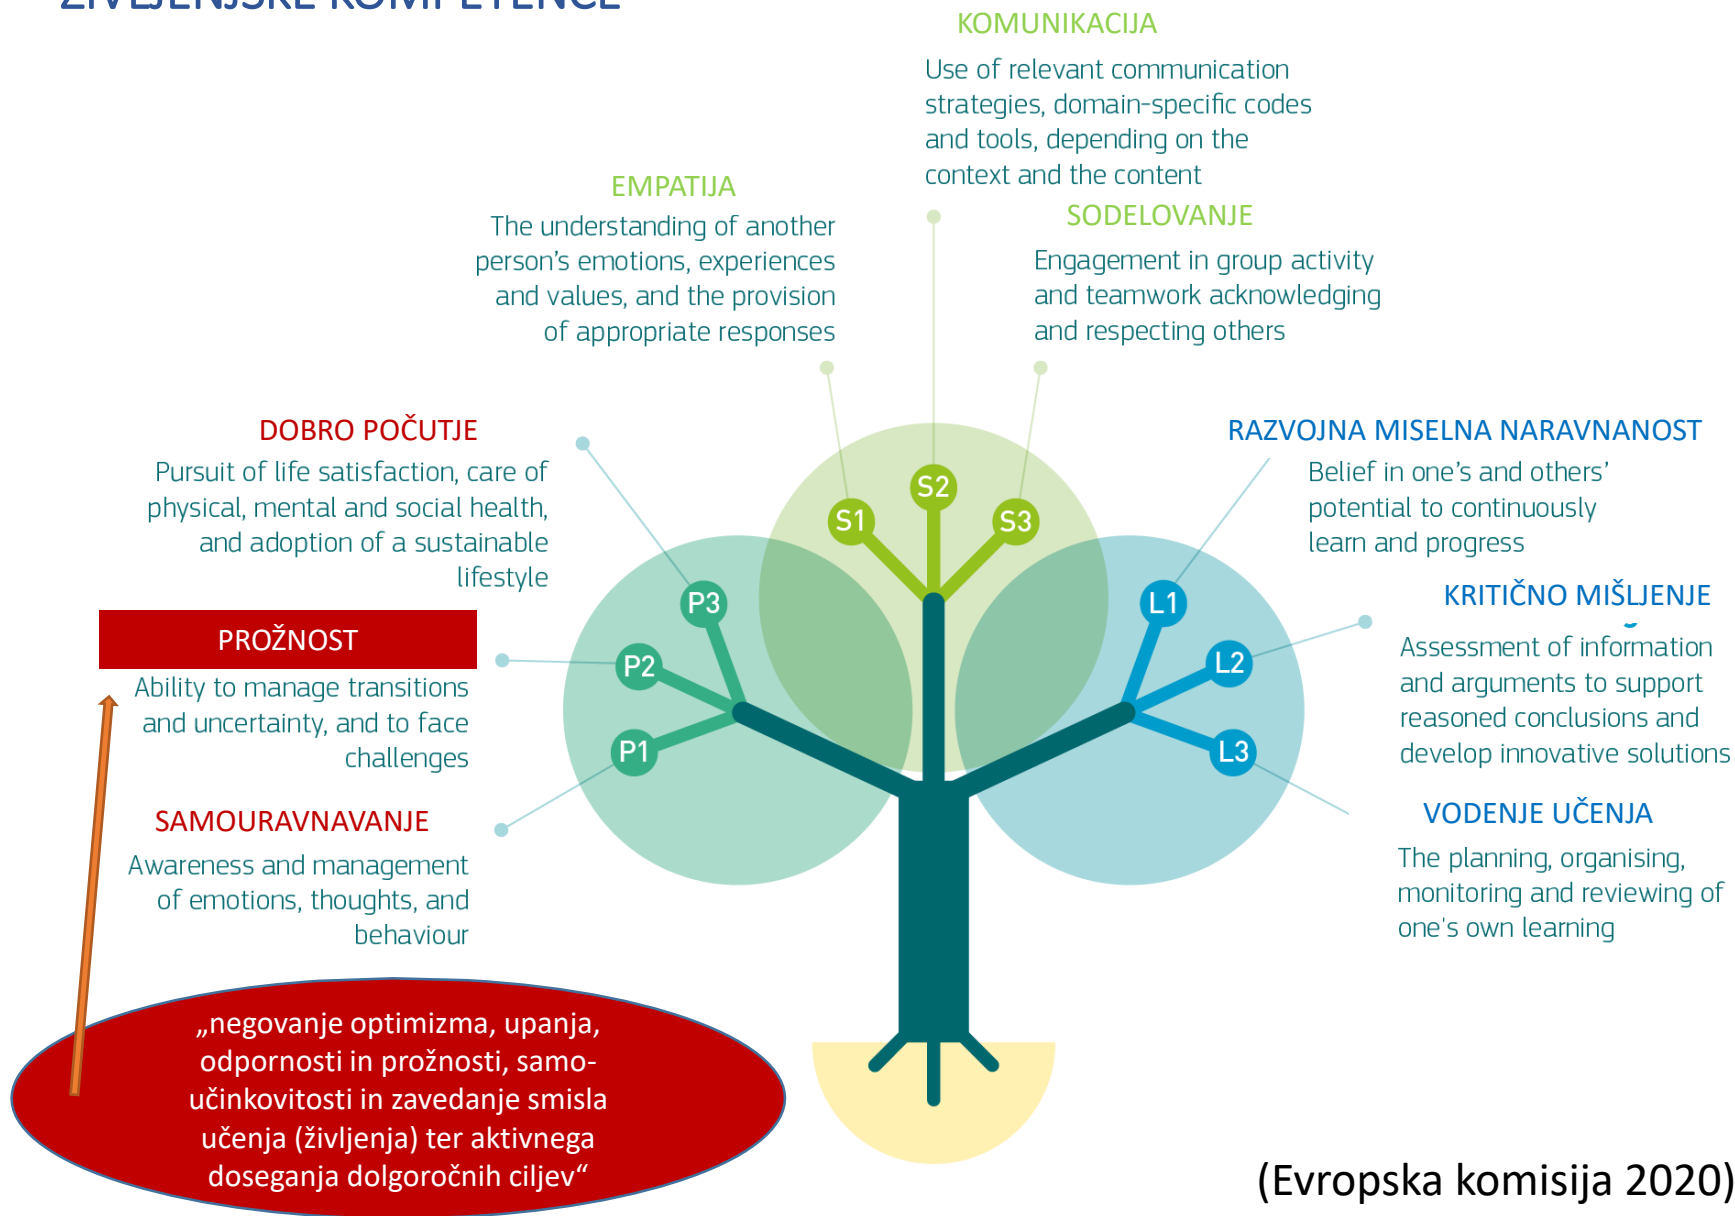 ŽIVLJENJSKE KOMPETENCE
KOMUNIKACIJA
Use of relevant communication
strategies, domain-specific codes
and tools, depending on the
context and the content
EMPATIJA
The understanding of another
person's emotions, experiences
and values, and the provision
of appropriate responses
SODELOVANJE
Engagement in group activity
and teamwork acknowledging
and respecting others
DOBRO POČUTJE
Pursuit of life satisfaction, care of
physical, mental and social health,
and adoption of a sustainable
lifestyle
PROŽNOST
Ability to manage transitions
and uncertainty, and to face
challenges
SAMOURAVNAVANJE
Awareness and management
of emotions, thoughts, and
behaviour
P3
P2
P1
S1
S2
S3
L1
L2
L3
RAZVOJNA MISELNA NARAVNANOST
Belief in one's and others'
potential to continuously
learn and progress
KRITIČNO MIŠLJENJE
Assessment of information
and arguments to support
reasoned conclusions and
develop innovative solutions
VODENJE UČENJA
The planning, organising,
monitoring and reviewing of
one's own learning
„negovanje optimizma, upanja,
odpornosti in prožnosti, samo-
učinkovitosti in zavedanje smisla
učenja (življenja) ter aktivnega
doseganja dolgoročnih ciljev“
(Evropska komisija 2020)